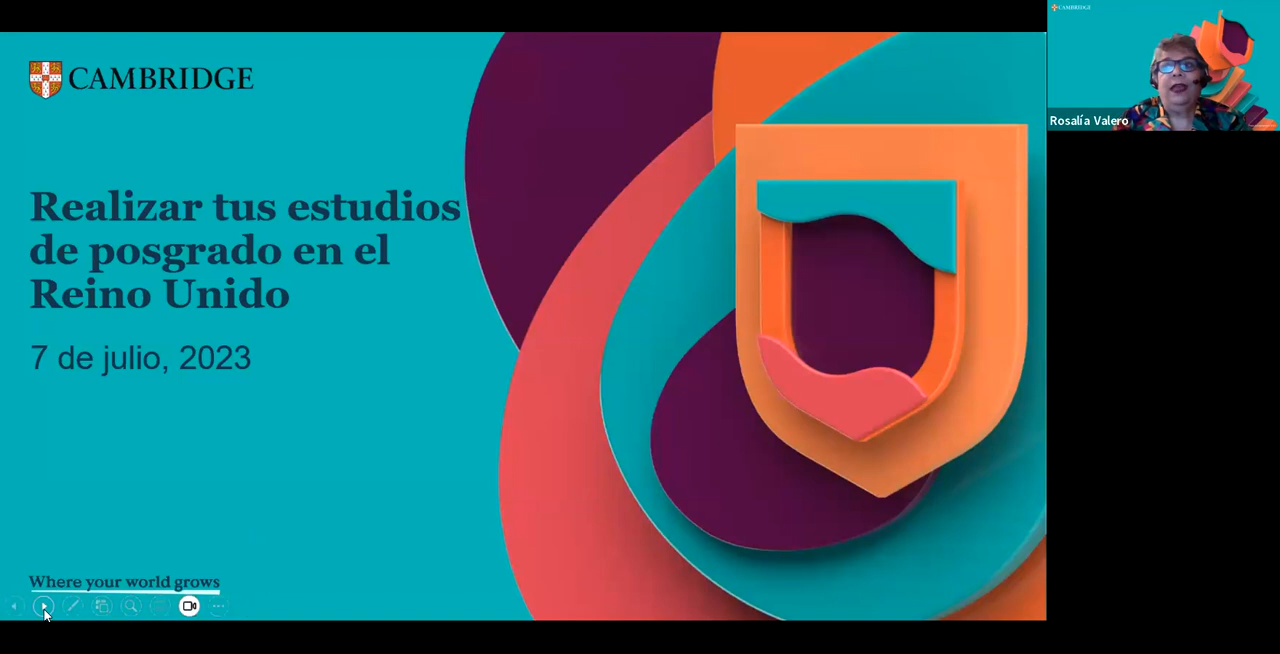 CAMBRIDGE
Realizar tus estudios
de posgrado en el
Reino Unido
7 de julio, 2023
Where your world grows
CAMBRIDGE
Rosalía Valero